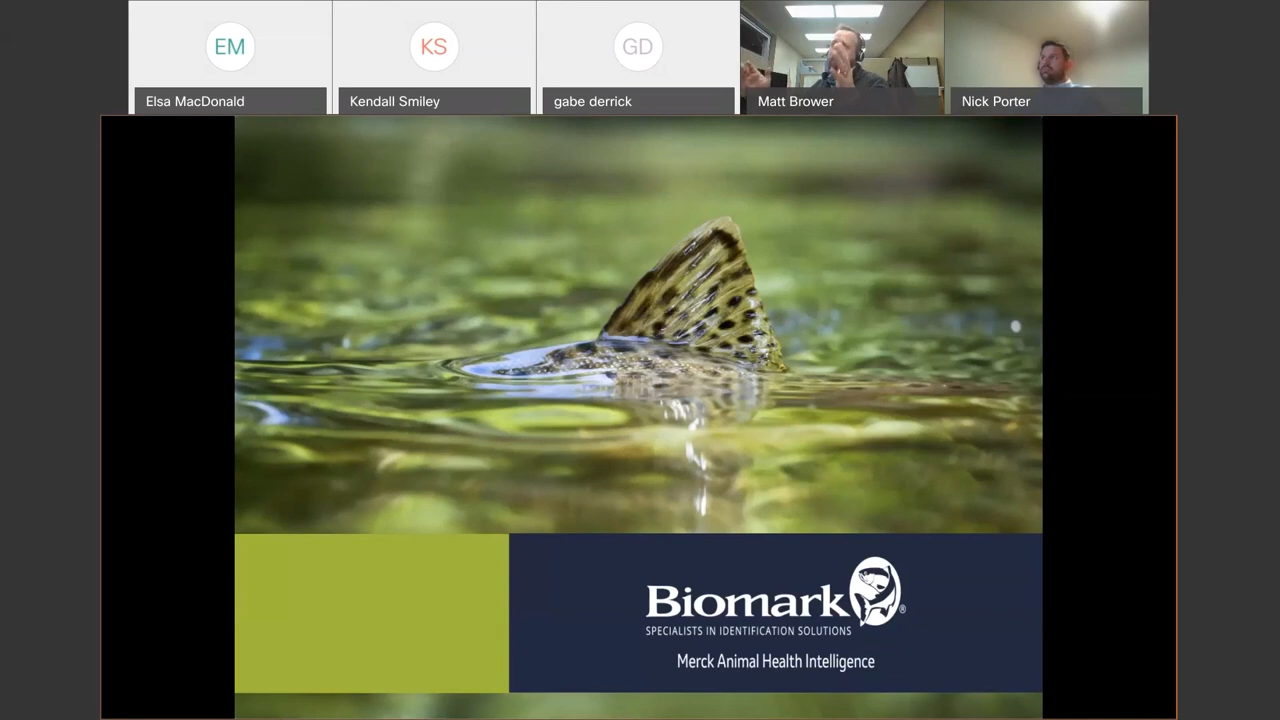 EM
KS
GD
Elsa MacDonald
Kendall Smiley
gabe derrick
Matt Brower
Nick Porter
Biomark®
SPECIALISTS IN IDENTIFICATION SOLUTIONS
Merck Animal Health Intelligence